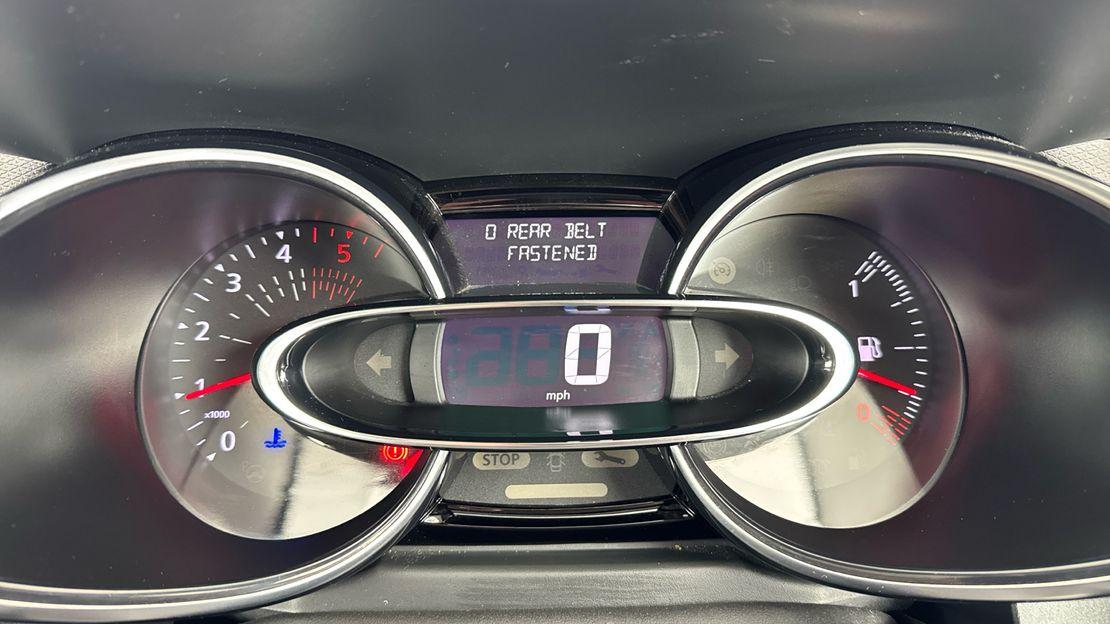 0 REAR BELT
FASTENED
5
4
3
2
1
x1000
0
0
mph
1
0
STOP